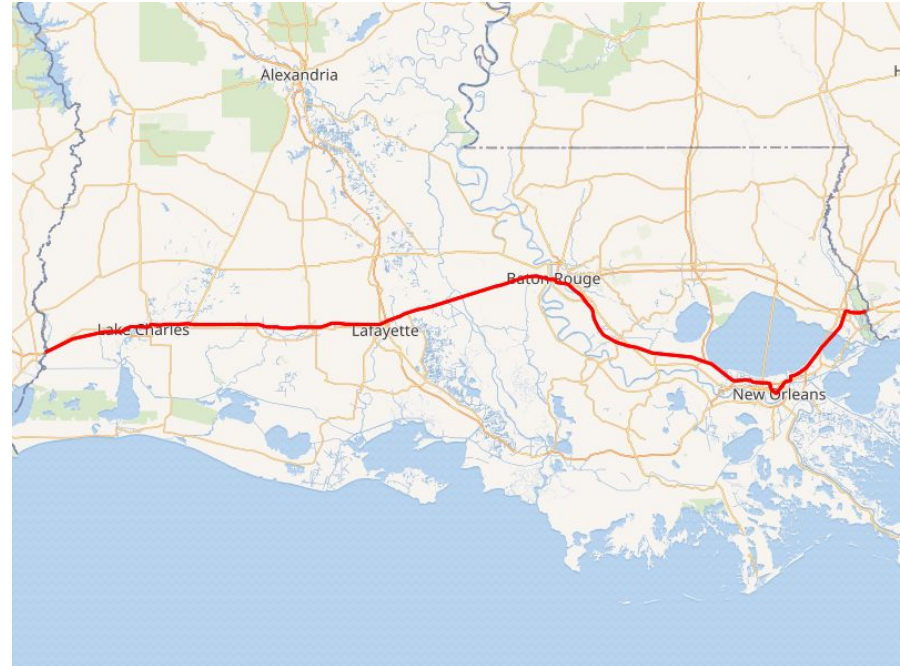 Alexandria
H
Baton Rouge
Lake Charles
Lafayette
New Orleans